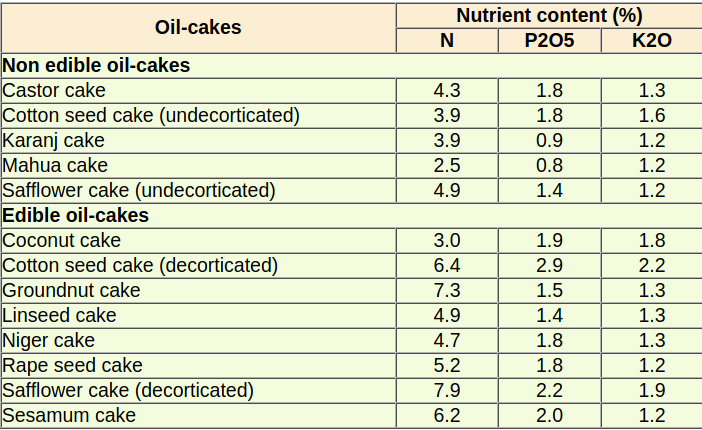 Oil-cakes Nutrient content (%)
N P2O5 K2O
Non edible oil-cakes
Castor cake 4.3 1.8 1.3
Cotton seed cake (undecorticated) 3.9 1.8 1.6
Karanj cake 3.9 0.9 1.2
Mahua cake 2.5 0.8 1.2
Safflower cake (undecorticated) 4.9 1.4 1.2
Edible oil-cakes
Coconut cake 3.0 1.9 1.8
Cotton seed cake (decorticated) 6.4 2.9 2.2
Groundnut cake 7.3 1.5 1.3
Linseed cake 4.9 1.4 1.3
Niger cake 4.7 1.8 1.3
Rape seed cake 5.2 1.8 1.2
Safflower cake (decorticated) 7.9 2.2 1.9
Sesamum cake 6.2 2.0 1.2